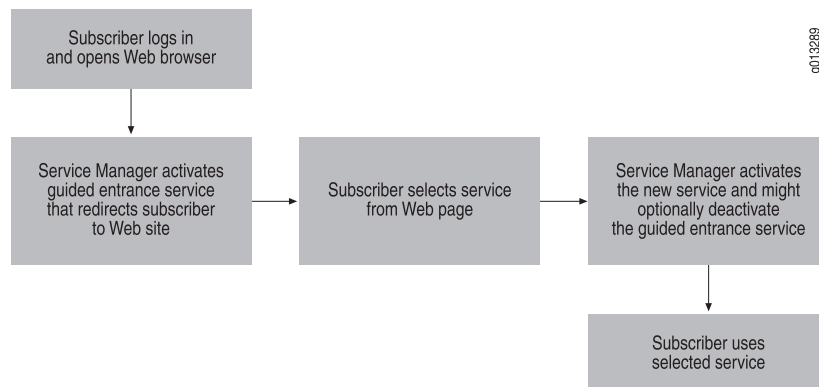 Subscriber logs in
and opens Web browser
g013289
Service Manager activates
guided entrance service
that redirects subscriber
to Web site
Subscriber selects service
from Web page
Service Manager activates
the new service and might
optionally deactivate
the guided entrance service
Subscriber uses
selected service